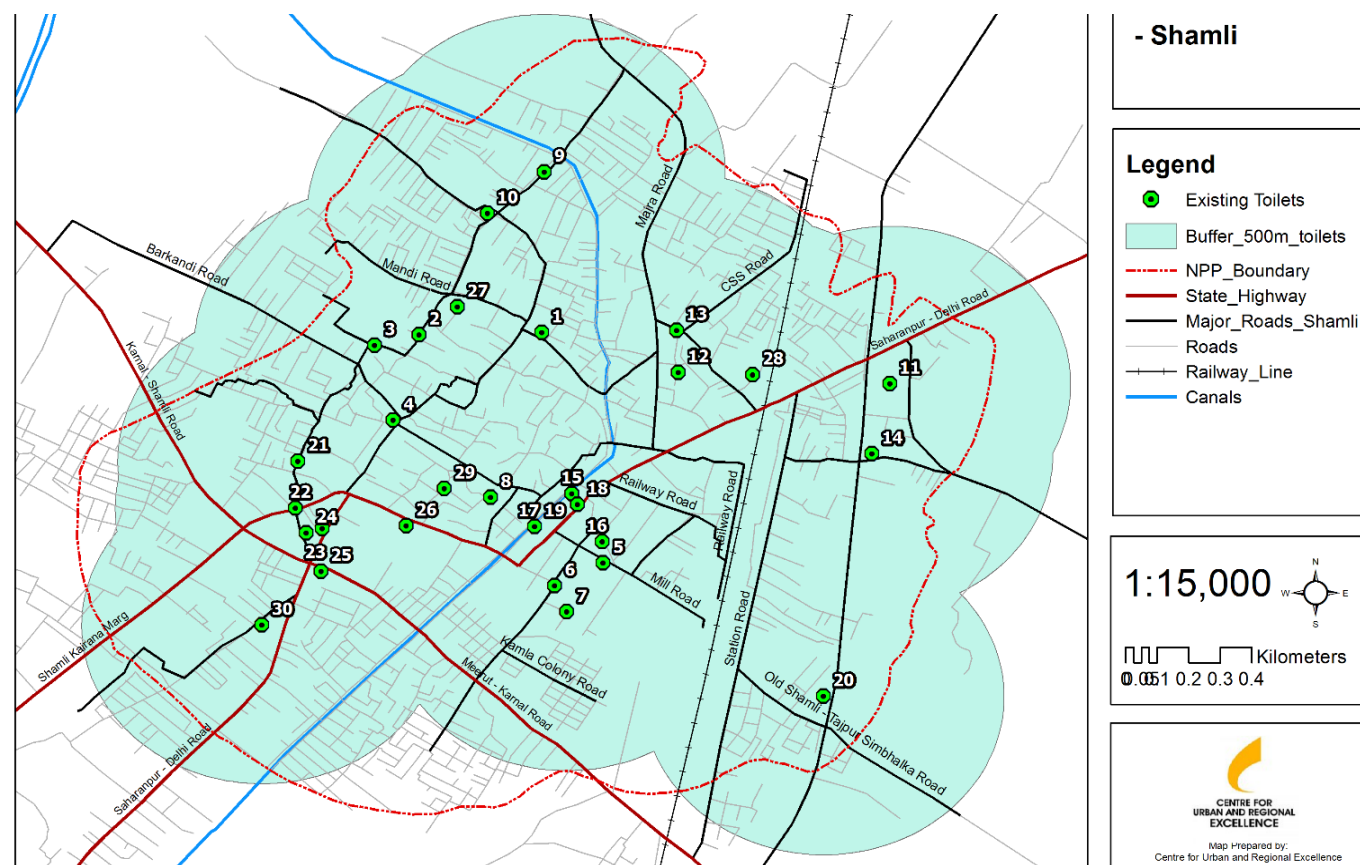 - Shamli
Legend
Existing Toilets
Buffer_500m_toilets
NPP_Boundary
State_Highway
Major_Roads_Shamli
Roads
Railway_Line
Canals
1:15,000
N
W
E
S
Kilometers
0 0.05 0.1 0.2 0.3 0.4
CENTRE FOR
URBAN AND REGIONAL
EXCELLENCE
Map Prepared by:
Centre for Urban and Regional Excellence
9
10
Majra Road
Barkandi Road
Mandi Road
CSS Road
27
1
2
3
13
12
28
Saharanpur - Delhi Road
11
Karnal - Shamli Road
4
14
21
29
8
15
18
Railway Road
22
24
26
17
19
16
Railway Road
23
25
5
6
7
Mill Road
30
Shamli Kairana Marg
Kamla Colony Road
Station Road
Meerut - Karnal Road
20
Old Shamli - Tajpur Simbhalka Road
Saharanpur - Delhi Road